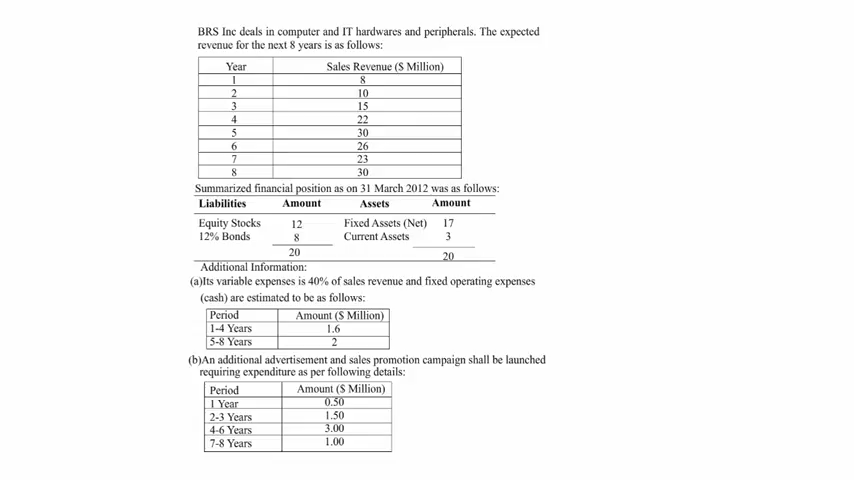 BRS Inc deals in computer and IT hardwares and peripherals. The expected
revenue for the next 8 years is as follows:
Year Sales Revenue ($ Million)
1 8
2 10
3 15
4 22
5 30
6 26
7 23
8 30
Summarized financial position as on 31 March 2012 was as follows:
Liabilities Amount Assets Amount
Equity Stocks 12 Fixed Assets (Net) 17
12% Bonds 8 Current Assets 3
20 20
Additional Information:
(a)Its variable expenses is 40% of sales revenue and fixed operating expenses
(cash) are estimated to be as follows:
Period Amount ($ Million)
1-4 Years 1.6
5-8 Years 2
(b)An additional advertisement and sales promotion campaign shall be launched
requiring expenditure as per following details:
Period Amount ($ Million)
1 Year 0.50
2-3 Years 1.50
4-6 Years 3.00
7-8 Years 1.00